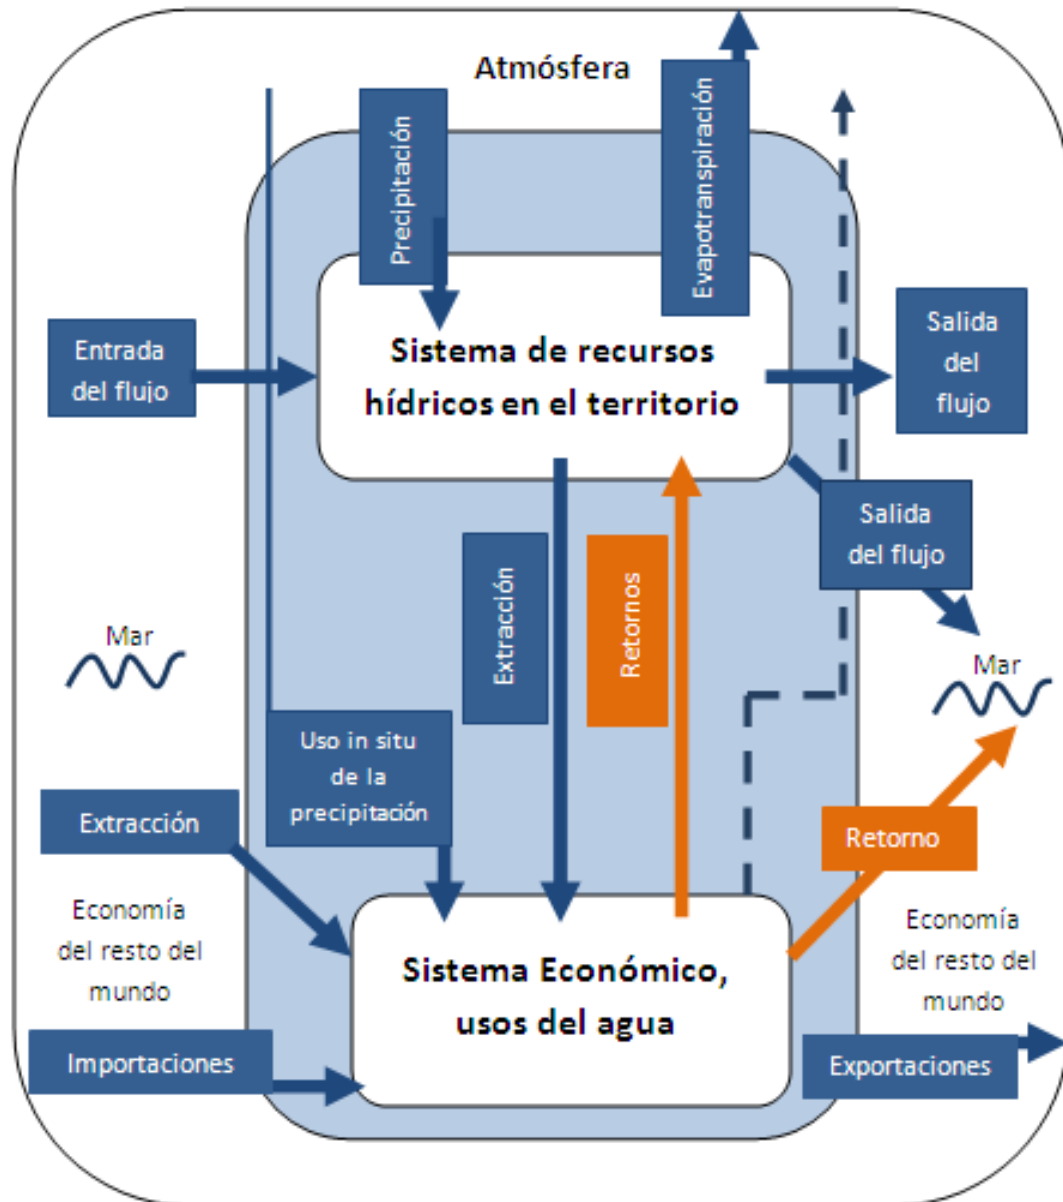 Atmósfera
Precipitación
Evapotranspiración
Entrada
del flujo
Sistema de recursos
hídricos en el territorio
Salida
del
flujo
Salida
del flujo
Extracción
Retornos
Mar
Mar
Uso in situ
de la
precipitación
Extracción
Retorno
Economía
del resto del
mundo
Sistema Económico,
usos del agua
Economía
del resto del
mundo
Importaciones
Exportaciones